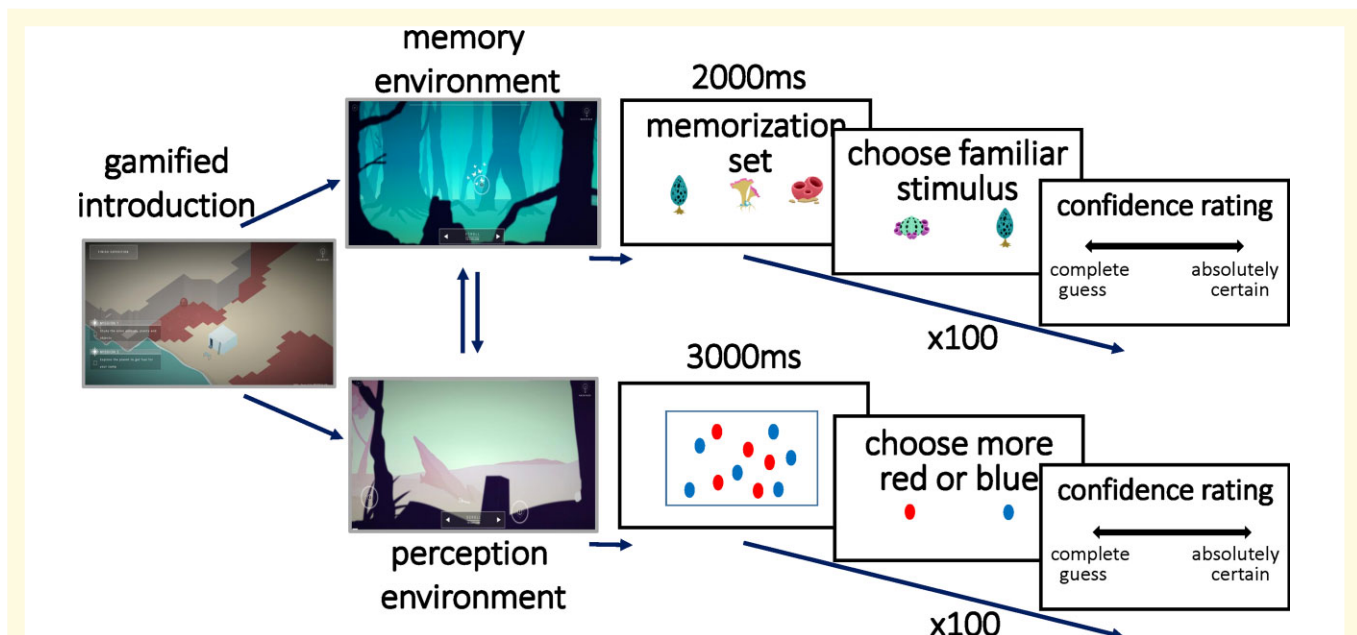 memory
environment
2000ms
memorization
set
choose familiar
stimulus
confidence rating
complete
guess
absolutely
certain
x100
gamified
introduction
3000ms
choose more
red or blue
confidence rating
complete
guess
absolutely
certain
x100
perception
environment